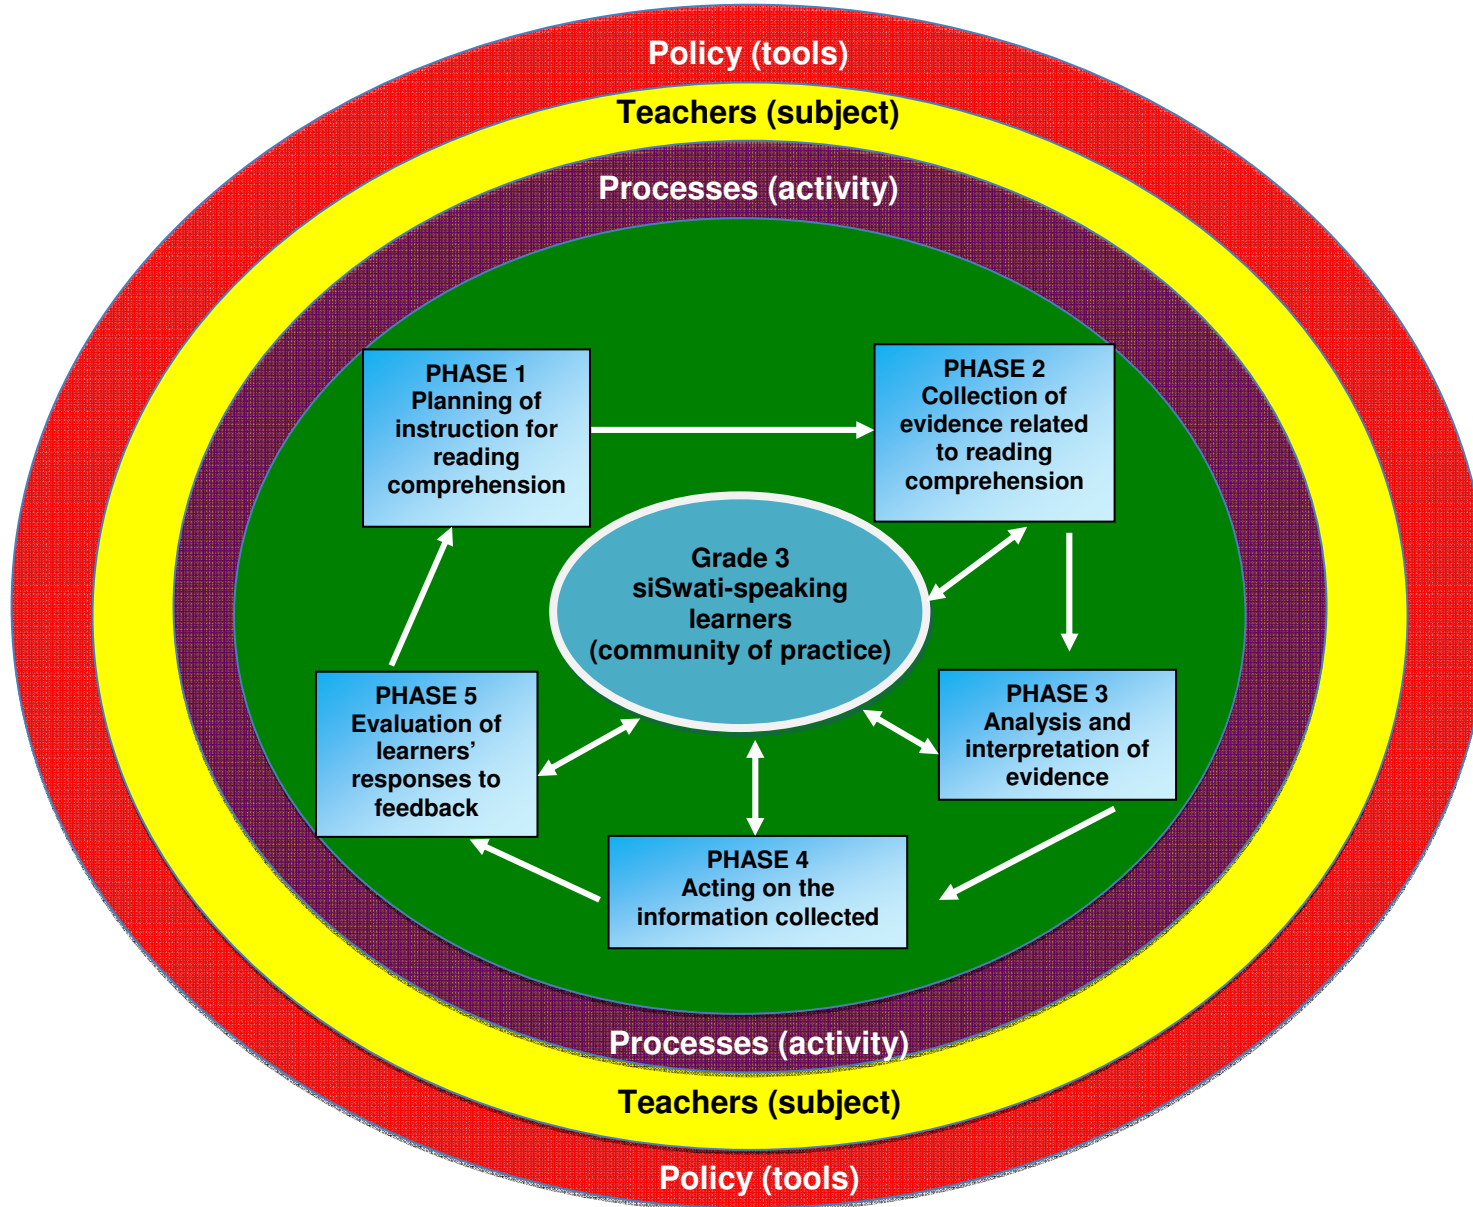 Policy (tools)
Teachers (subject)
Processes (activity)
PHASE 1
Planning of
instruction for
reading
comprehension
PHASE 2
Collection of
evidence related
to reading
comprehension
Grade 3
siSwati-speaking
learners
(community of practice)
PHASE 5
Evaluation of
learners’
responses to
feedback
PHASE 3
Analysis and
interpretation of
evidence
PHASE 4
Acting on the
information collected
Processes (activity)
Teachers (subject)
Policy (tools)